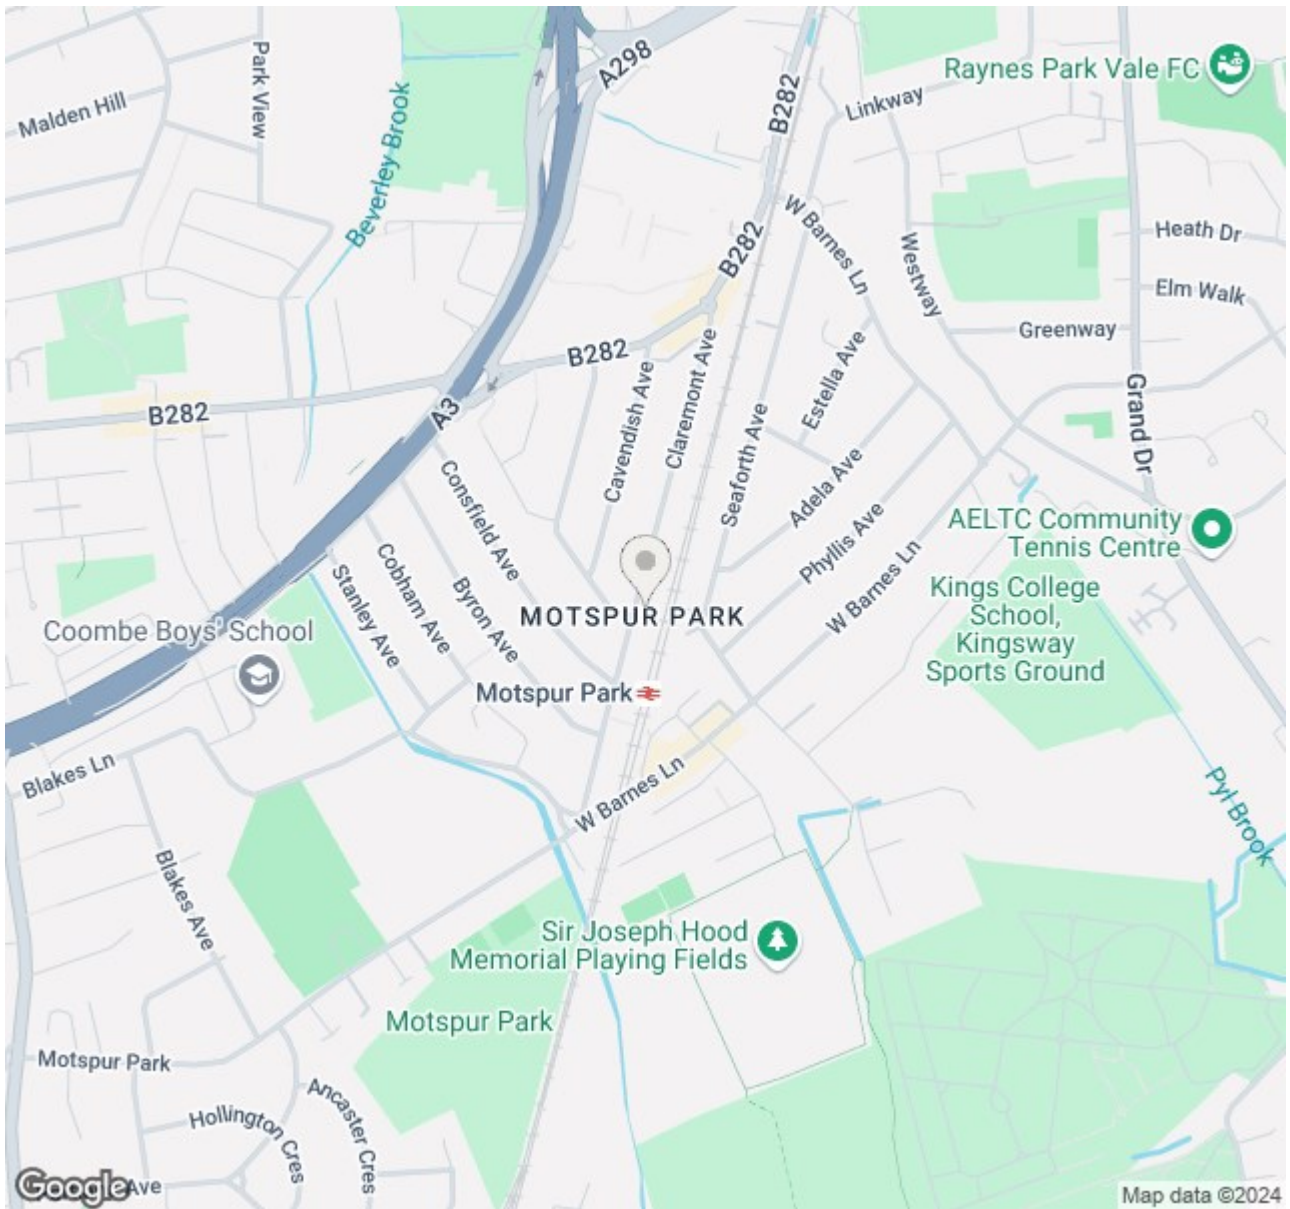 A298
Raynes Park Vale FC
Park View
Malden Hill
B282
Linkway
Beverley Brook
W Barnes Ln
Westway
Heath Dr
B282
Elm Walk
Greenway
B282
Claremont Ave
Estella Ave
Cavendish Ave
B282
A3
Grand Dr
Seaforth Ave
Consfield Ave
Adela Ave
AELTC Community
Tennis Centre
Phyllis Ave
W Barnes Ln
Cobham Ave
Stanley Ave
Byron Ave
Kings College
School,
Kingsway
Sports Ground
MOTSPUR PARK
Coombe Boys' School
Motspur Park
Blakes Ln
W Barnes Ln
Pyl Brook
Blakes Ave
Sir Joseph Hood
Memorial Playing Fields
Motspur Park
Motspur Park
Ancaster Cres
Hollington Cres
Google
Ave
Map data ©2024